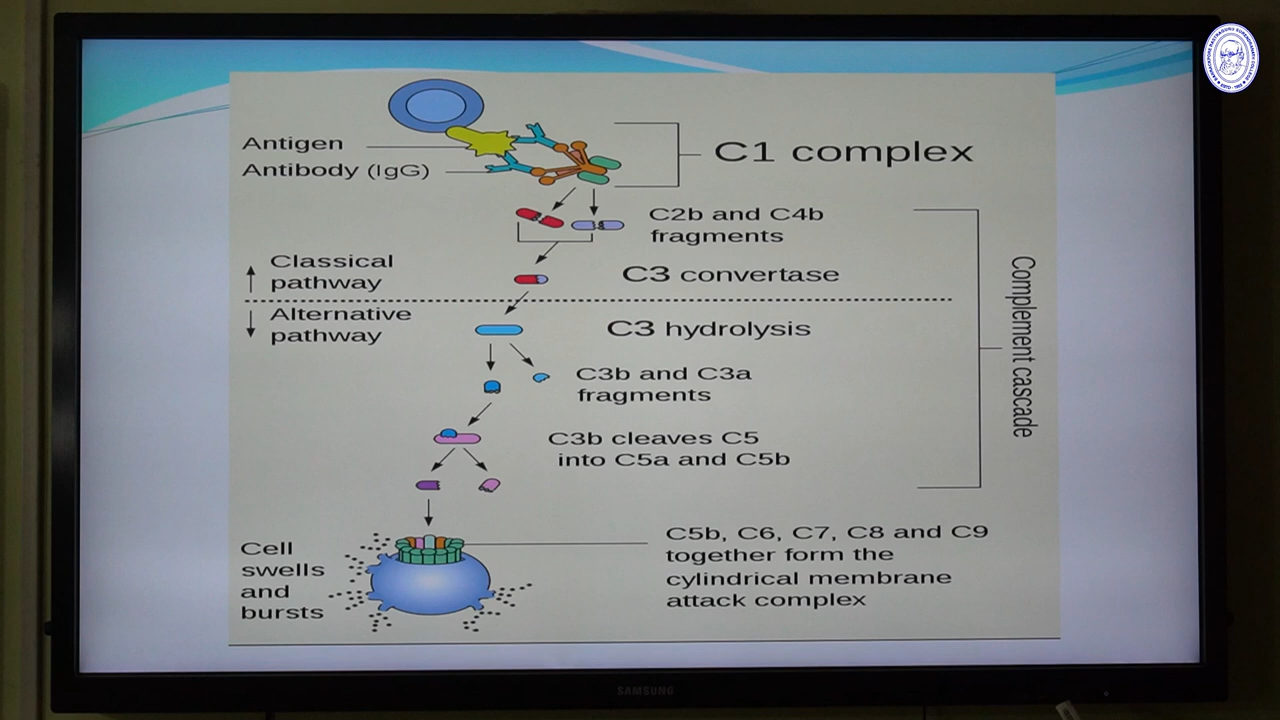 Antigen
Antibody (IgG)
C1 complex
C2b and C4b
fragments
Classical
pathway
C3 convertase
Alternative
pathway
C3 hydrolysis
C3b and C3a
fragments
C3b cleaves C5
into C5a and C5b
Complement cascade
Cell
swells
and
bursts
C5b, C6, C7, C8 and C9
together form the
cylindrical membrane
attack complex
SAMSUNG